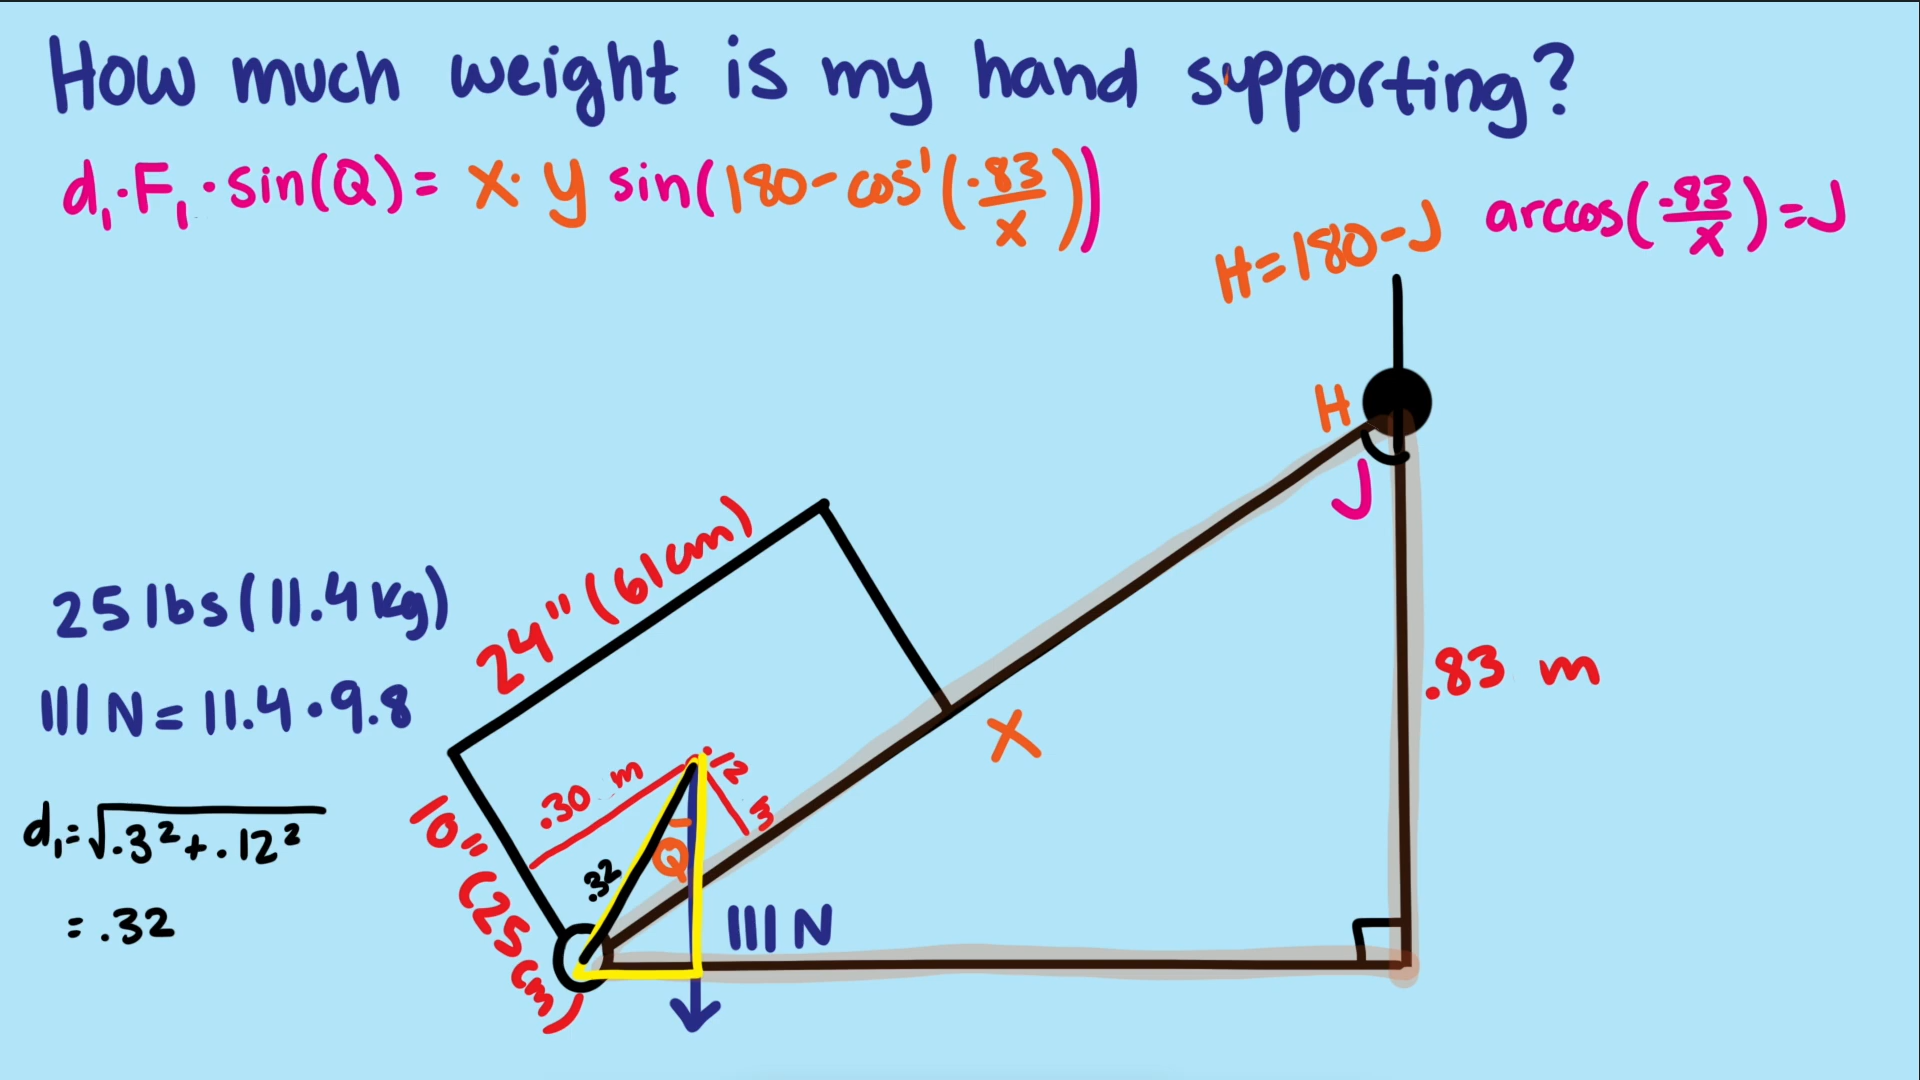 How much weight is my hand supporting?
d₁·F₁·sin(Q)= x·y sin(180-cos⁻¹(.83/x))
arccos(.83/x)=J
H=180-J
H
J
24" (61cm)
25 lbs (11.4 kg)
111 N = 11.4 · 9.8
.83 m
X
.30 m
.12 m
10" (25cm)
d₁=√.3²+.12²
Q
.32
= .32
111 N